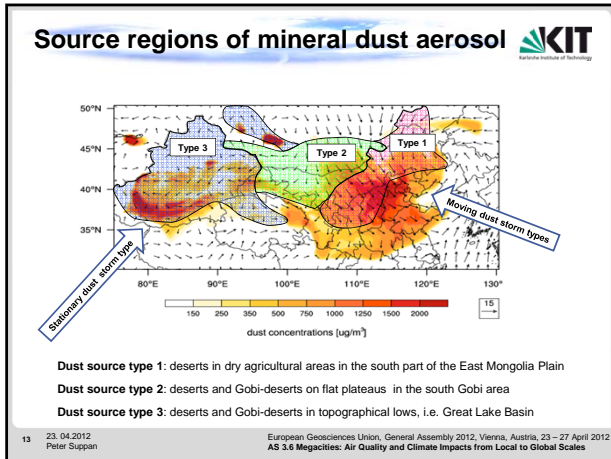 Source regions of mineral dust aerosol
KIT
Karlsruhe Institute of Technology
50°N
45°N
40°N
35°N
Type 3
Type 2
Type 1
Stationary dust storm type
Moving dust storm types
80°E 90°E 100°E 110°E 120°E 130°
150 250 350 500 750 1000 1250 1500 2000
15
dust concentrations [ug/m³]
Dust source type 1: deserts in dry agricultural areas in the south part of the East Mongolia Plain
Dust source type 2: deserts and Gobi-deserts on flat plateaus in the south Gobi area
Dust source type 3: deserts and Gobi-deserts in topographical lows, i.e. Great Lake Basin
13 23. 04.2012
Peter Suppan
European Geosciences Union, General Assembly 2012, Vienna, Austria, 23 – 27 April 2012
AS 3.6 Megacities: Air Quality and Climate Impacts from Local to Global Scales